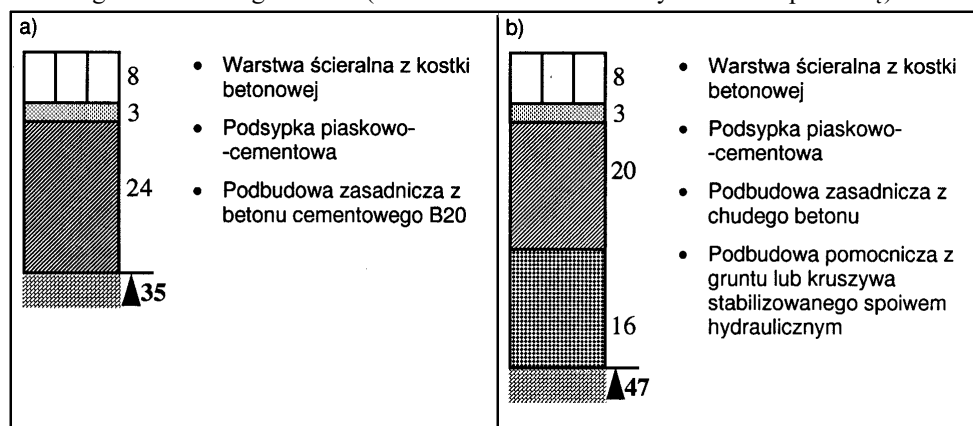 a)
8
3
24
35
• Warstwa ścieralna z kostki
betonowej
• Podsypka piaskowo-
-cementowa
• Podbudowa zasadnicza z
betonu cementowego B20
b)
8
3
20
16
47
• Warstwa ścieralna z kostki
betonowej
• Podsypka piaskowo-
-cementowa
• Podbudowa zasadnicza z
chudego betonu
• Podbudowa pomocnicza z
gruntu lub kruszywa
stabilizowanego spoiwem
hydraulicznym